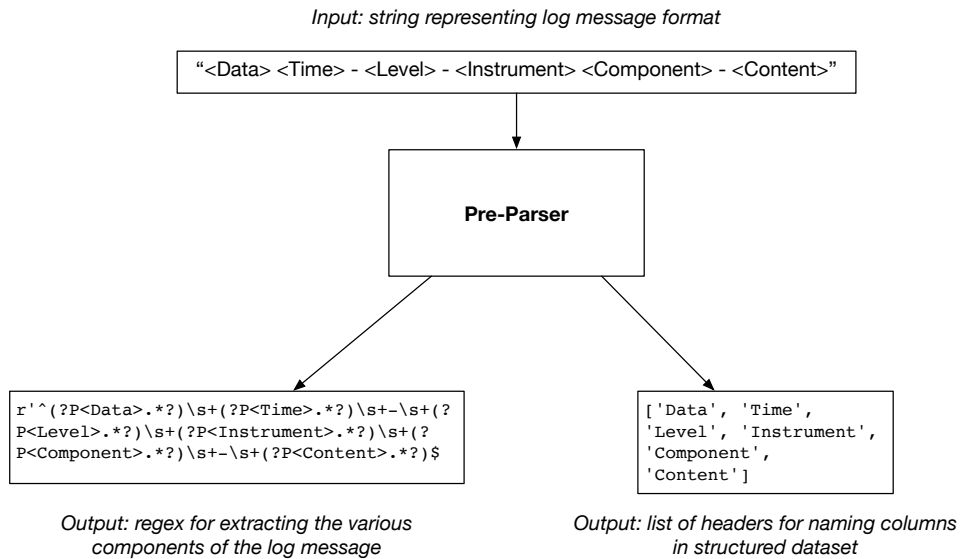 Input: string representing log message format
“<Data> <Time> - <Level> - <Instrument> <Component> - <Content>”
Pre-Parser
r'^(?P<Data>.*?)\s+(?P<Time>.*?)\s+-\s+(?
P<Level>.*?)\s+(?P<Instrument>.*?)\s+(?
P<Component>.*?)\s+-\s+(?P<Content>.*?)$
['Data', 'Time',
'Level', 'Instrument',
'Component',
'Content']
Output: regex for extracting the various
components of the log message
Output: list of headers for naming columns
in structured dataset